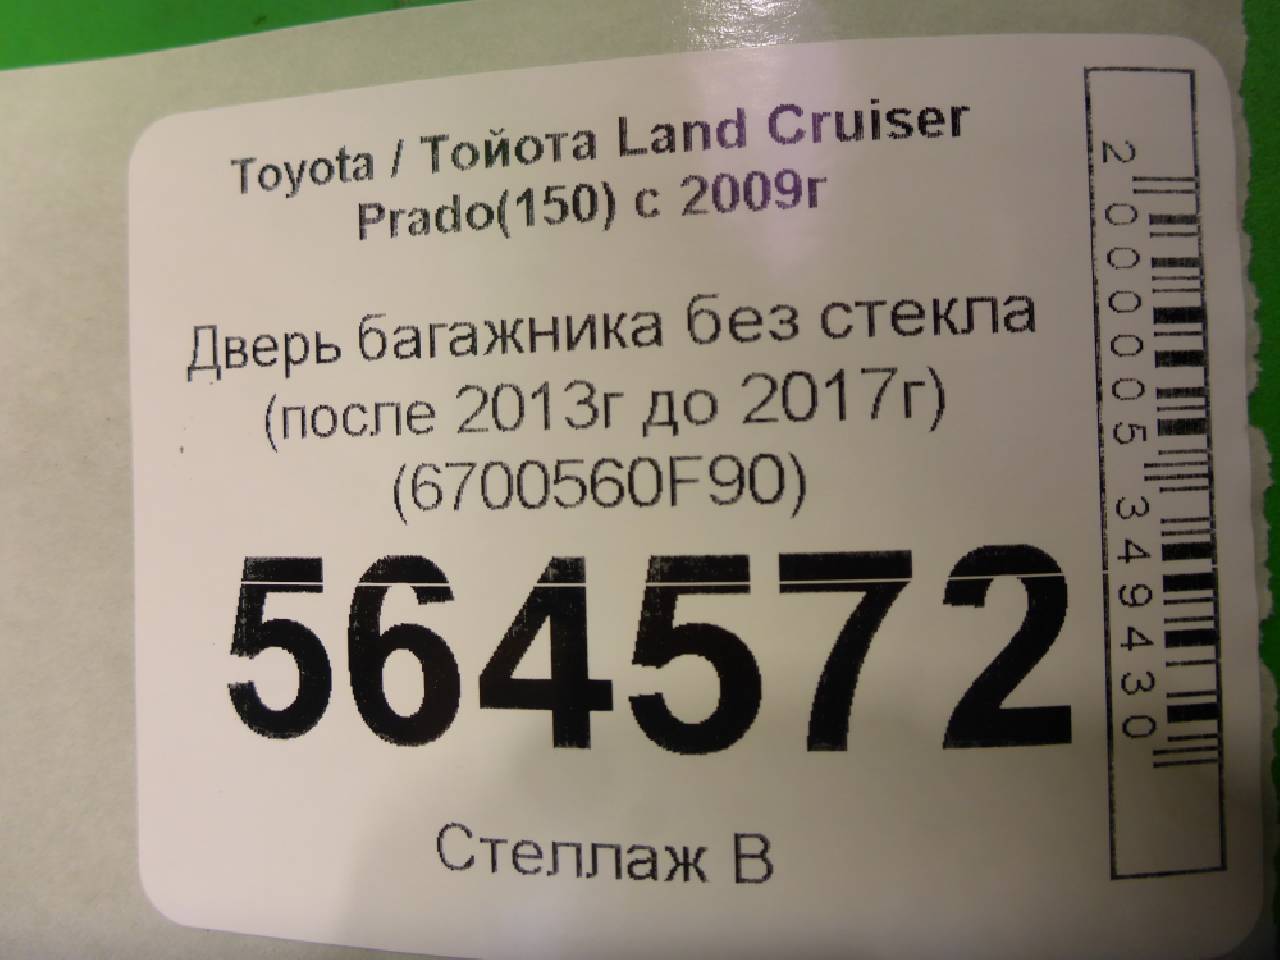 Toyota / Тойота Land Cruiser
Prado(150) с 2009г
Дверь багажника без стекла
(после 2013г до 2017г)
(6700560F90)
564572
Стеллаж В
2000005349430